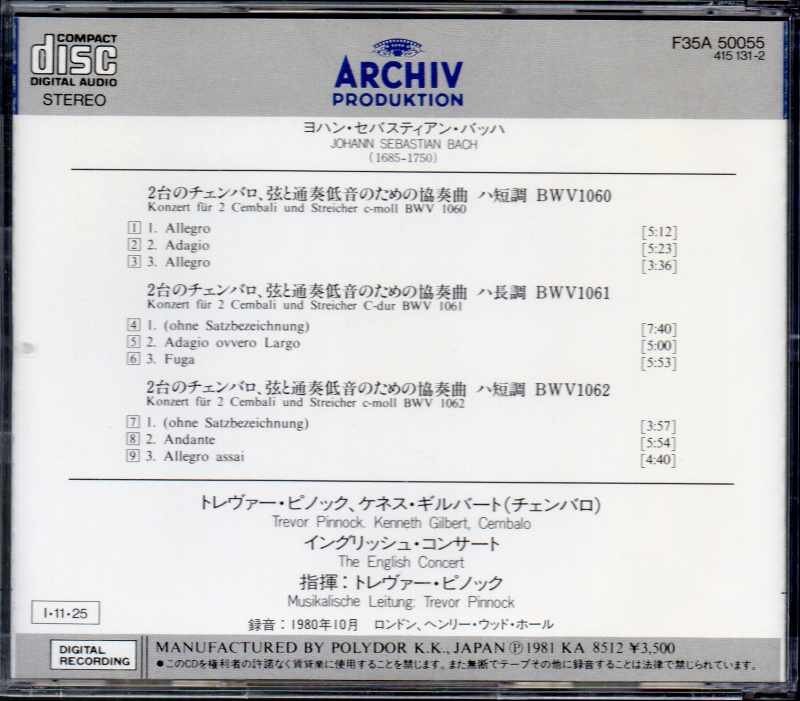 COMPACT
disc
DIGITAL AUDIO
STEREO
ARCHIV
PRODUKTION
F35A 50055
415 131-2
ヨハン・セバスティアン・バッハ
JOHANN SEBASTIAN BACH
(1685-1750)
2台のチェンバロ、弦と通奏低音のための協奏曲 ハ短調 BWV1060
Konzert für 2 Cembali und Streicher c-moll BWV 1060
1 1. Allegro [5:12]
2 2. Adagio [5:23]
3 3. Allegro [3:36]
2台のチェンバロ、弦と通奏低音のための協奏曲 ハ長調 BWV1061
Konzert für 2 Cembali und Streicher C-dur BWV 1061
4 1. (ohne Satzbezeichnung) [7:40]
5 2. Adagio ovvero Largo [5:00]
6 3. Fuga [5:53]
2台のチェンバロ、弦と通奏低音のための協奏曲 ハ短調 BWV1062
Konzert für 2 Cembali und Streicher c-moll BWV 1062
7 1. (ohne Satzbezeichnung) [3:57]
8 2. Andante [5:54]
9 3. Allegro assai [4:40]
トレヴァー・ピノック、ケネス・ギルバート(チェンバロ)
Trevor Pinnock. Kenneth Gilbert, Cembalo
イングリッシュ・コンサート
The English Concert
指揮:トレヴァー・ピノック
Musikalische Leitung: Trevor Pinnock
I・11・25
録音:1980年10月 ロンドン、ヘンリー・ウッド・ホール
DIGITAL
RECORDING
MANUFACTURED BY POLYDOR K.K., JAPAN Ⓟ1981 KA 8512 ¥3,500
●このCDを権利者の許諾なく賃貸業に使用することを禁じます。また無断でテープその他に録音することは法律で禁じられています。